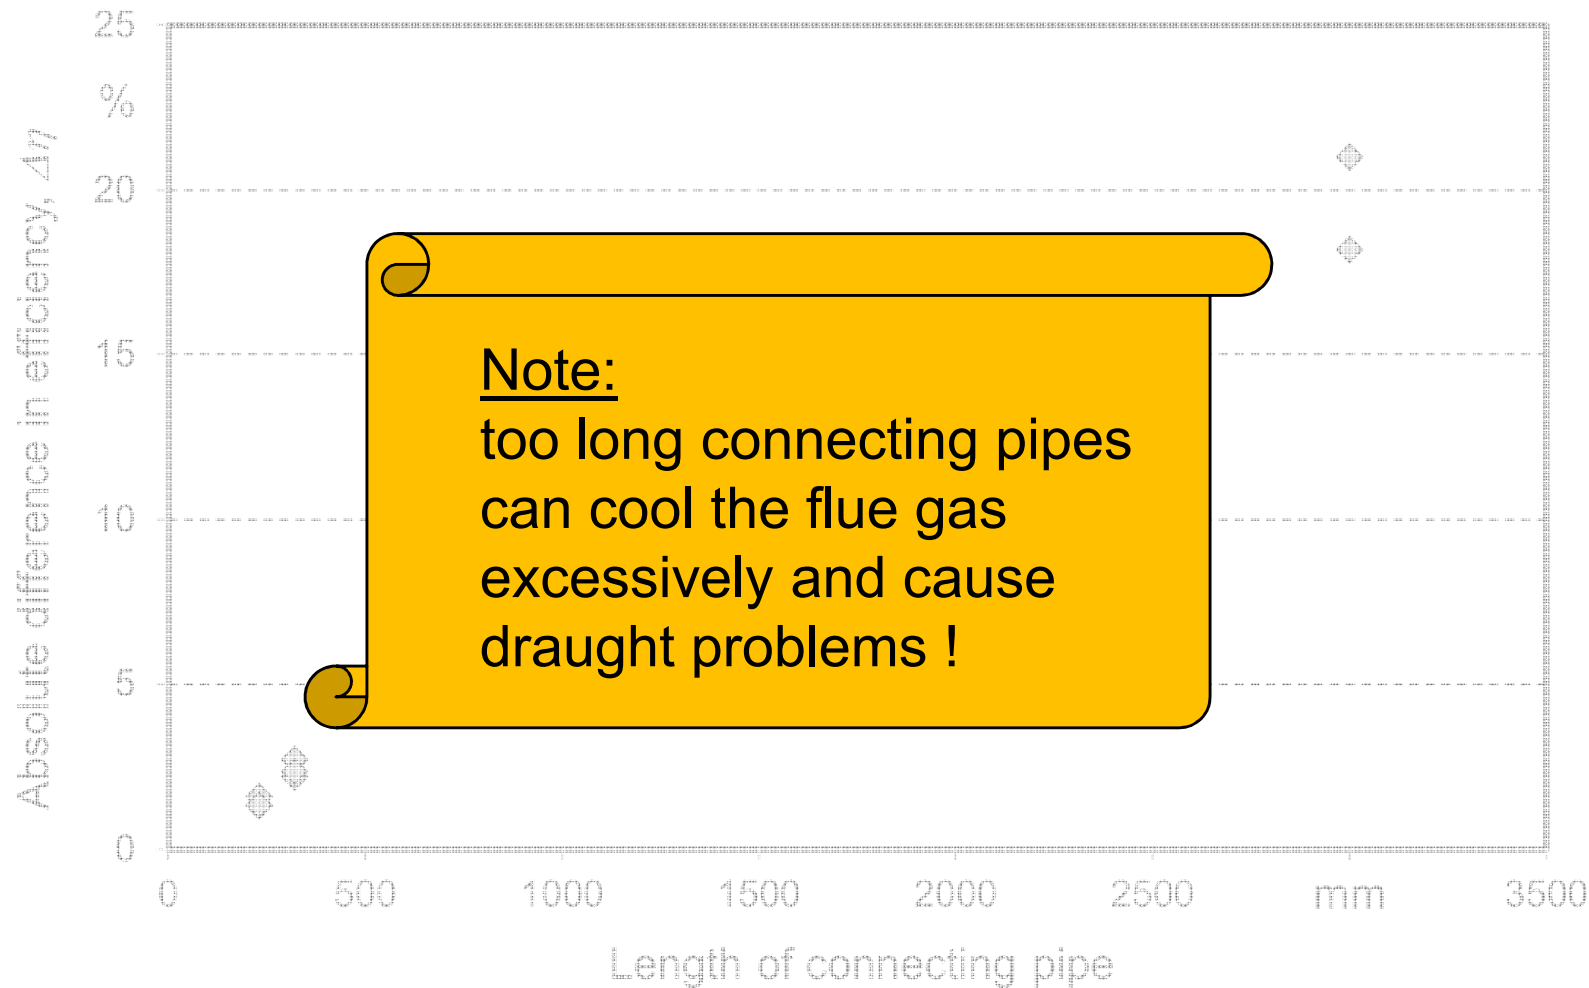 25
%
20
15
10
5
0
Absolute difference in efficiency, Δη
Note:
too long connecting pipes
can cool the flue gas
excessively and cause
draught problems !
0 500 1000 1500 2000 2500 mm 3500
Length of connecting pipe